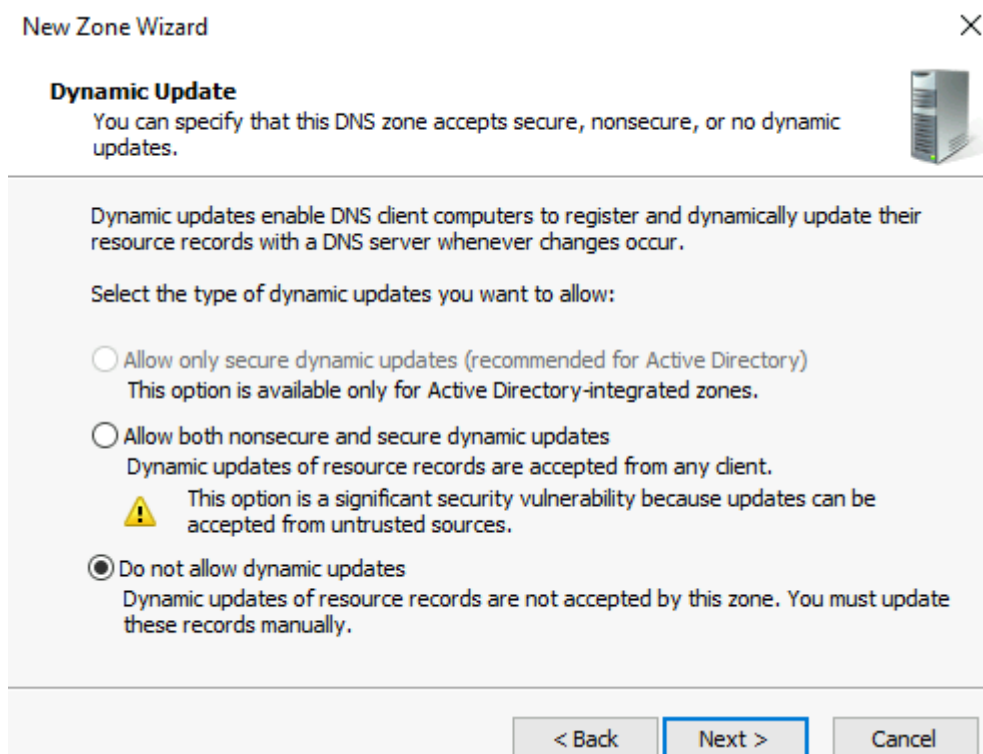 New Zone Wizard
Dynamic Update
You can specify that this DNS zone accepts secure, nonsecure, or no dynamic
updates.
Dynamic updates enable DNS client computers to register and dynamically update their
resource records with a DNS server whenever changes occur.
Select the type of dynamic updates you want to allow:
Allow only secure dynamic updates (recommended for Active Directory)
This option is available only for Active Directory-integrated zones.
Allow both nonsecure and secure dynamic updates
Dynamic updates of resource records are accepted from any client.
This option is a significant security vulnerability because updates can be
accepted from untrusted sources.
Do not allow dynamic updates
Dynamic updates of resource records are not accepted by this zone. You must update
these records manually.
< Back Next > Cancel